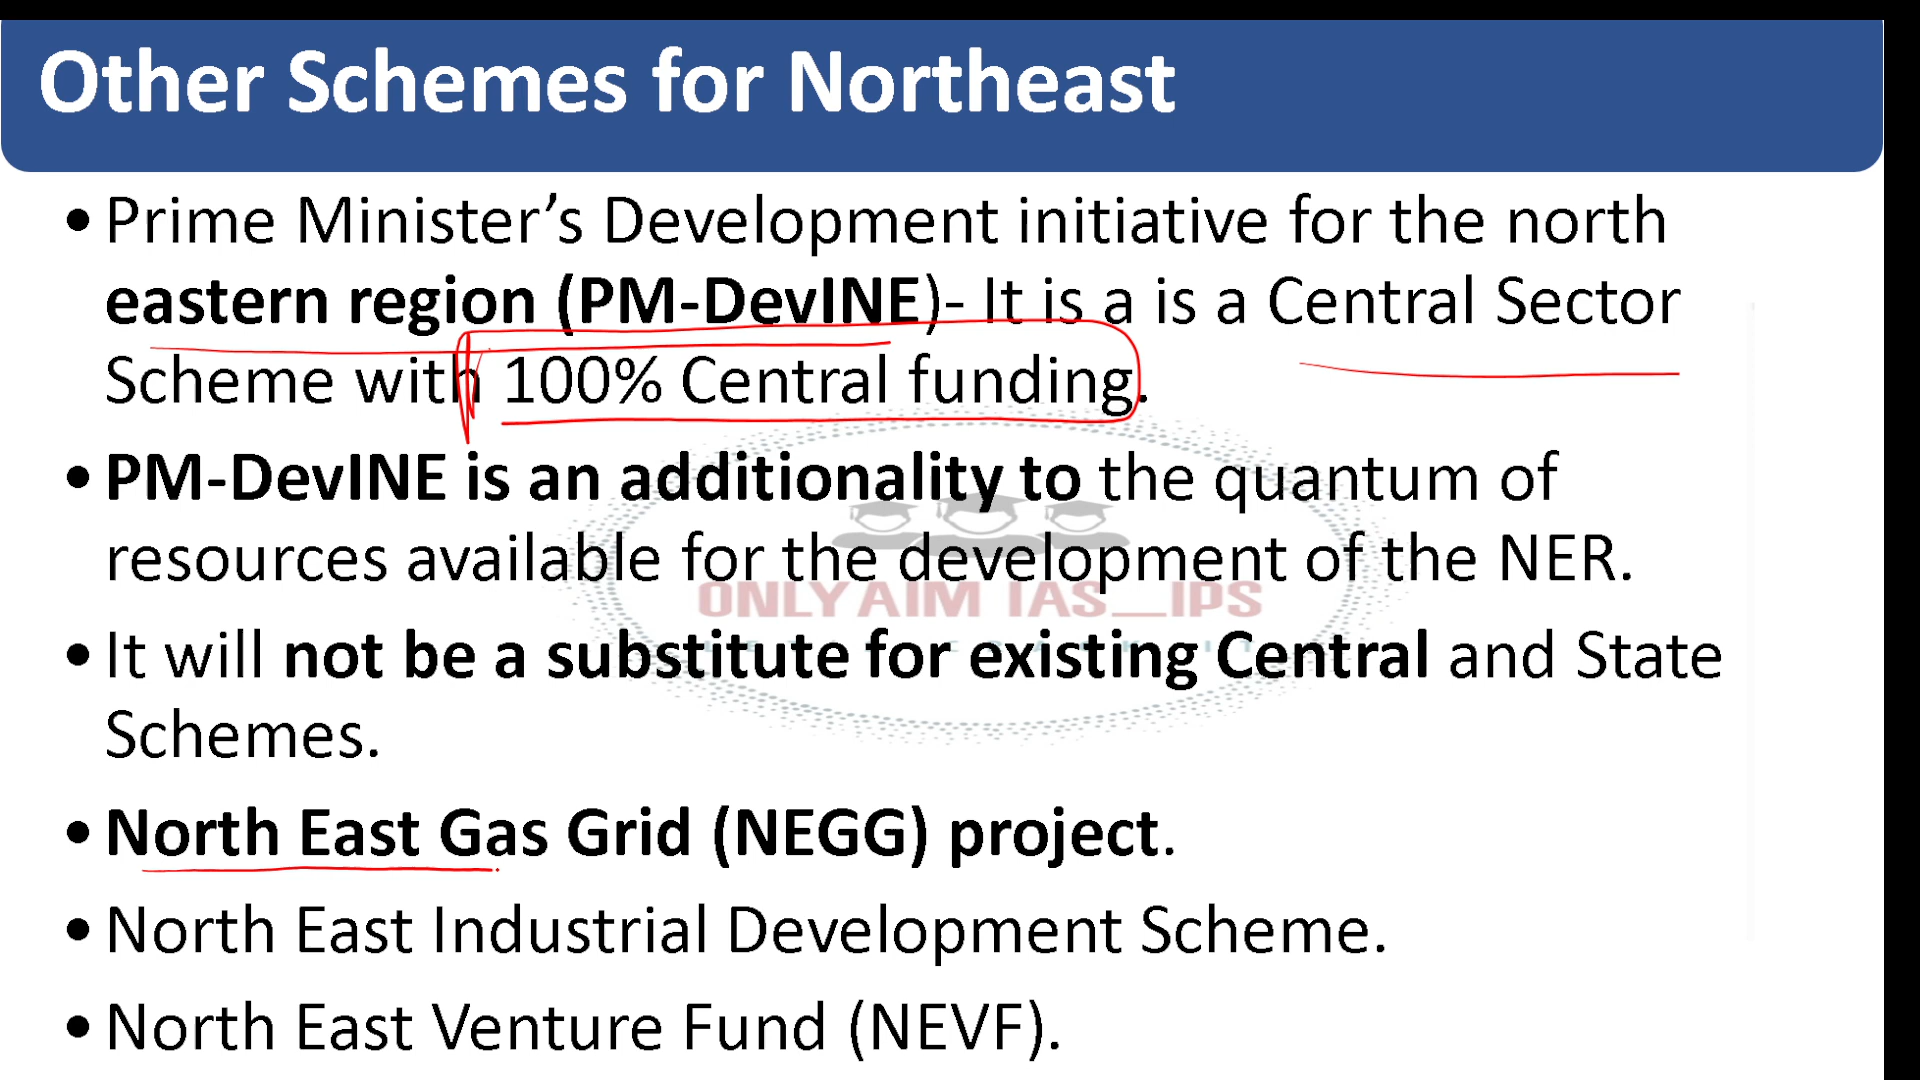 Other Schemes for Northeast
•Prime Minister’s Development initiative for the north
eastern region (PM-DevINE)- It is a is a Central Sector
Scheme with 100% Central funding.
•PM-DevINE is an additionality to the quantum of
resources available for the development of the NER.
ONLYAIM IAS_IPS
•It will not be a substitute for existing Central and State
Schemes.
•North East Gas Grid (NEGG) project.
•North East Industrial Development Scheme.
•North East Venture Fund (NEVF).